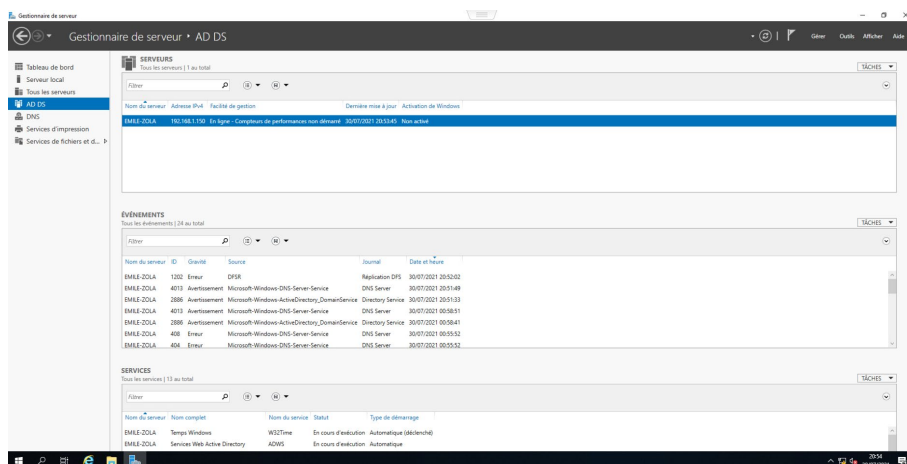 Gestionnaire de serveur
Gestionnaire de serveur ‣ AD DS
Gérer Outils Afficher Aide
Tableau de bord
Serveur local
Tous les serveurs
AD DS
DNS
Services d'impression
Services de fichiers et d...
SERVEURS
Tous les serveurs | 1 au total
TÂCHES
Filtrer
Nom du serveur Adresse IPv4 Facilité de gestion Dernière mise à jour Activation de Windows
EMILE-ZOLA 192.168.1.150 En ligne - Compteurs de performances non démarré 30/07/2021 20:53:45 Non activé
ÉVÉNEMENTS
Tous les événements | 24 au total
TÂCHES
Filtrer
Nom du serveur ID Gravité Source Journal Date et heure
EMILE-ZOLA 1202 Erreur DFSR Réplication DFS 30/07/2021 20:52:02
EMILE-ZOLA 4013 Avertissement Microsoft-Windows-DNS-Server-Service DNS Server 30/07/2021 20:51:49
EMILE-ZOLA 2886 Avertissement Microsoft-Windows-ActiveDirectory_DomainService Directory Service 30/07/2021 20:51:33
EMILE-ZOLA 4013 Avertissement Microsoft-Windows-DNS-Server-Service DNS Server 30/07/2021 00:58:51
EMILE-ZOLA 2886 Avertissement Microsoft-Windows-ActiveDirectory_DomainService Directory Service 30/07/2021 00:58:41
EMILE-ZOLA 408 Erreur Microsoft-Windows-DNS-Server-Service DNS Server 30/07/2021 00:55:52
EMILE-ZOLA 404 Erreur Microsoft-Windows-DNS-Server-Service DNS Server 30/07/2021 00:55:52
SERVICES
Tous les services | 13 au total
TÂCHES
Filtrer
Nom du serveur Nom complet Nom du service Statut Type de démarrage
EMILE-ZOLA Temps Windows W32Time En cours d'exécution Automatique (déclenché)
EMILE-ZOLA Services Web Active Directory ADWS En cours d'exécution Automatique
20:54